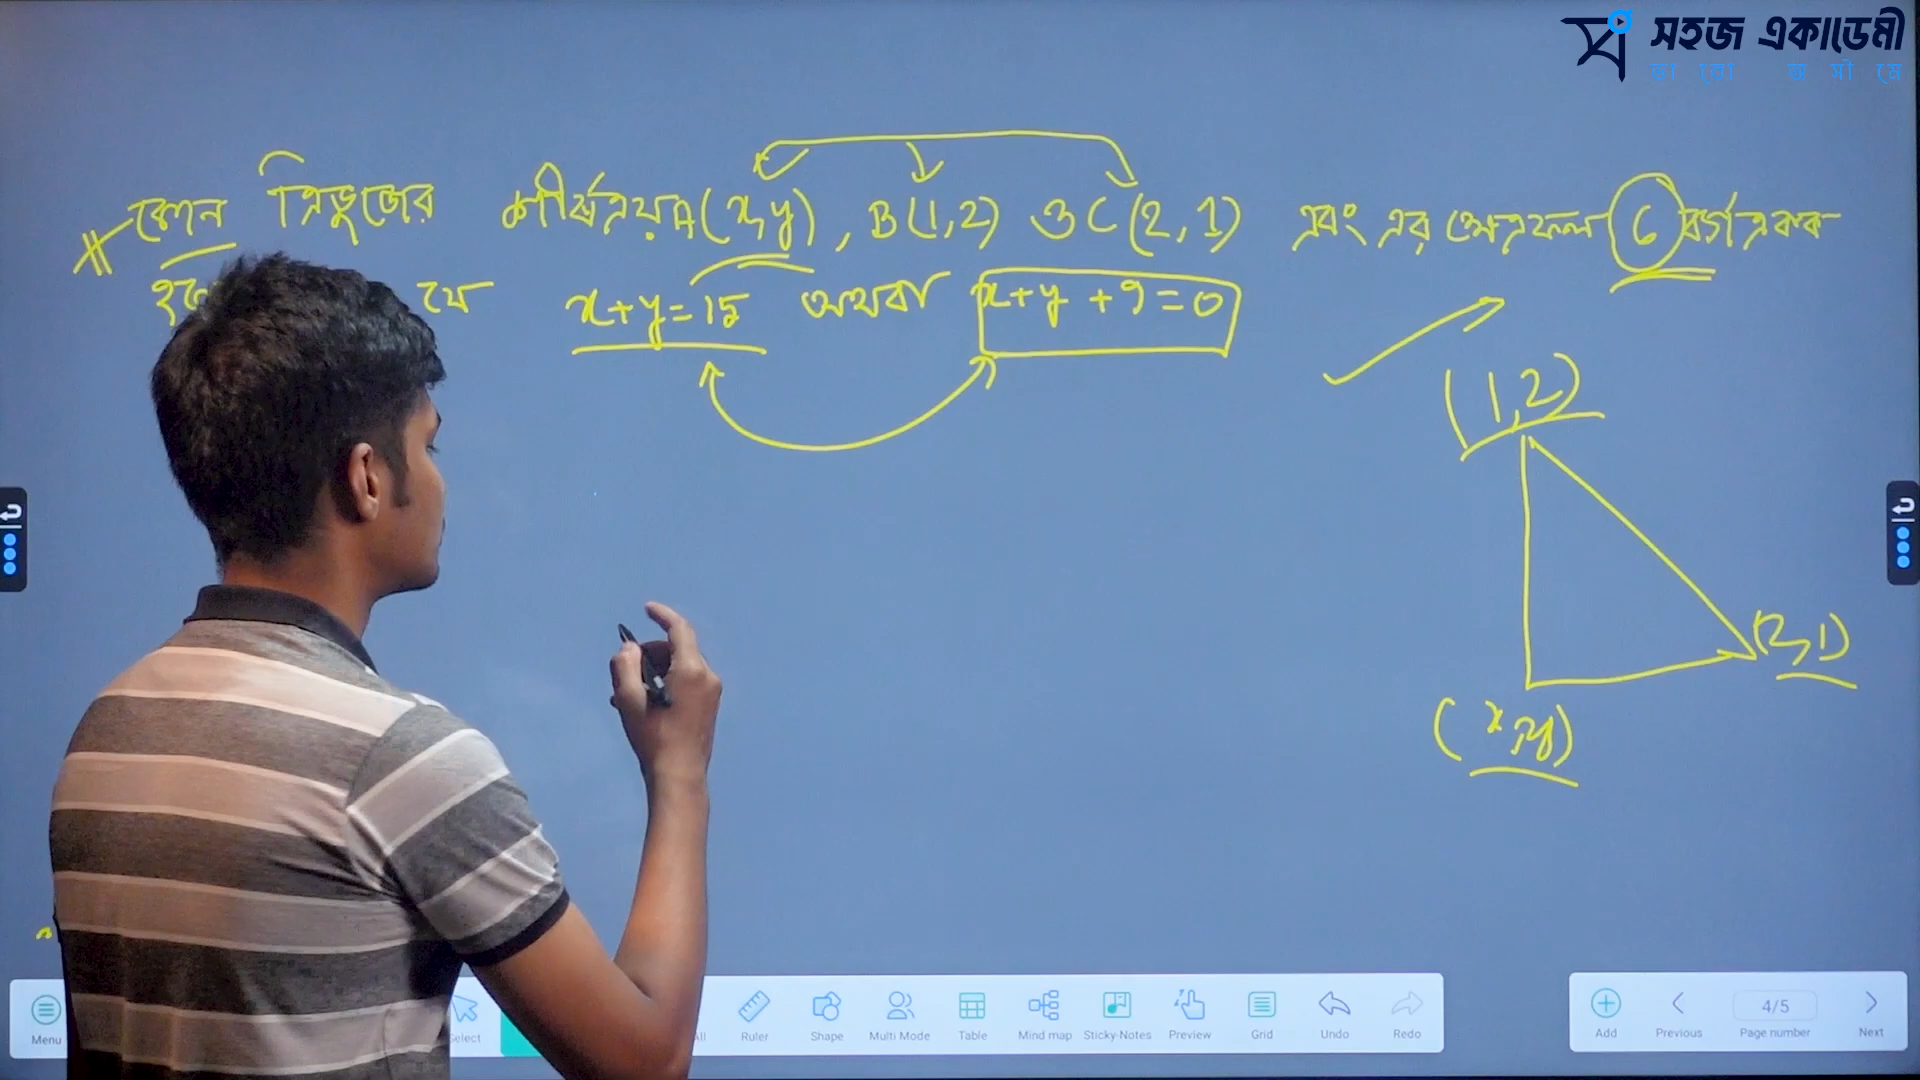 সহজ একাডেমী
কোন ত্রিভুজের শীর্ষত্রয় A(x,y), B(1,2) ও C(2,1) এবং এর ক্ষেত্রফল 6 বর্গ একক
যে x+y=15 অথবা x+y+9=0
(1,2)
(2,1)
(x,y)
Menu Select Ruler Shape Multi Mode Table Mind map Sticky-Notes Preview Grid Undo Redo Add Previous 4/5 Page number Next